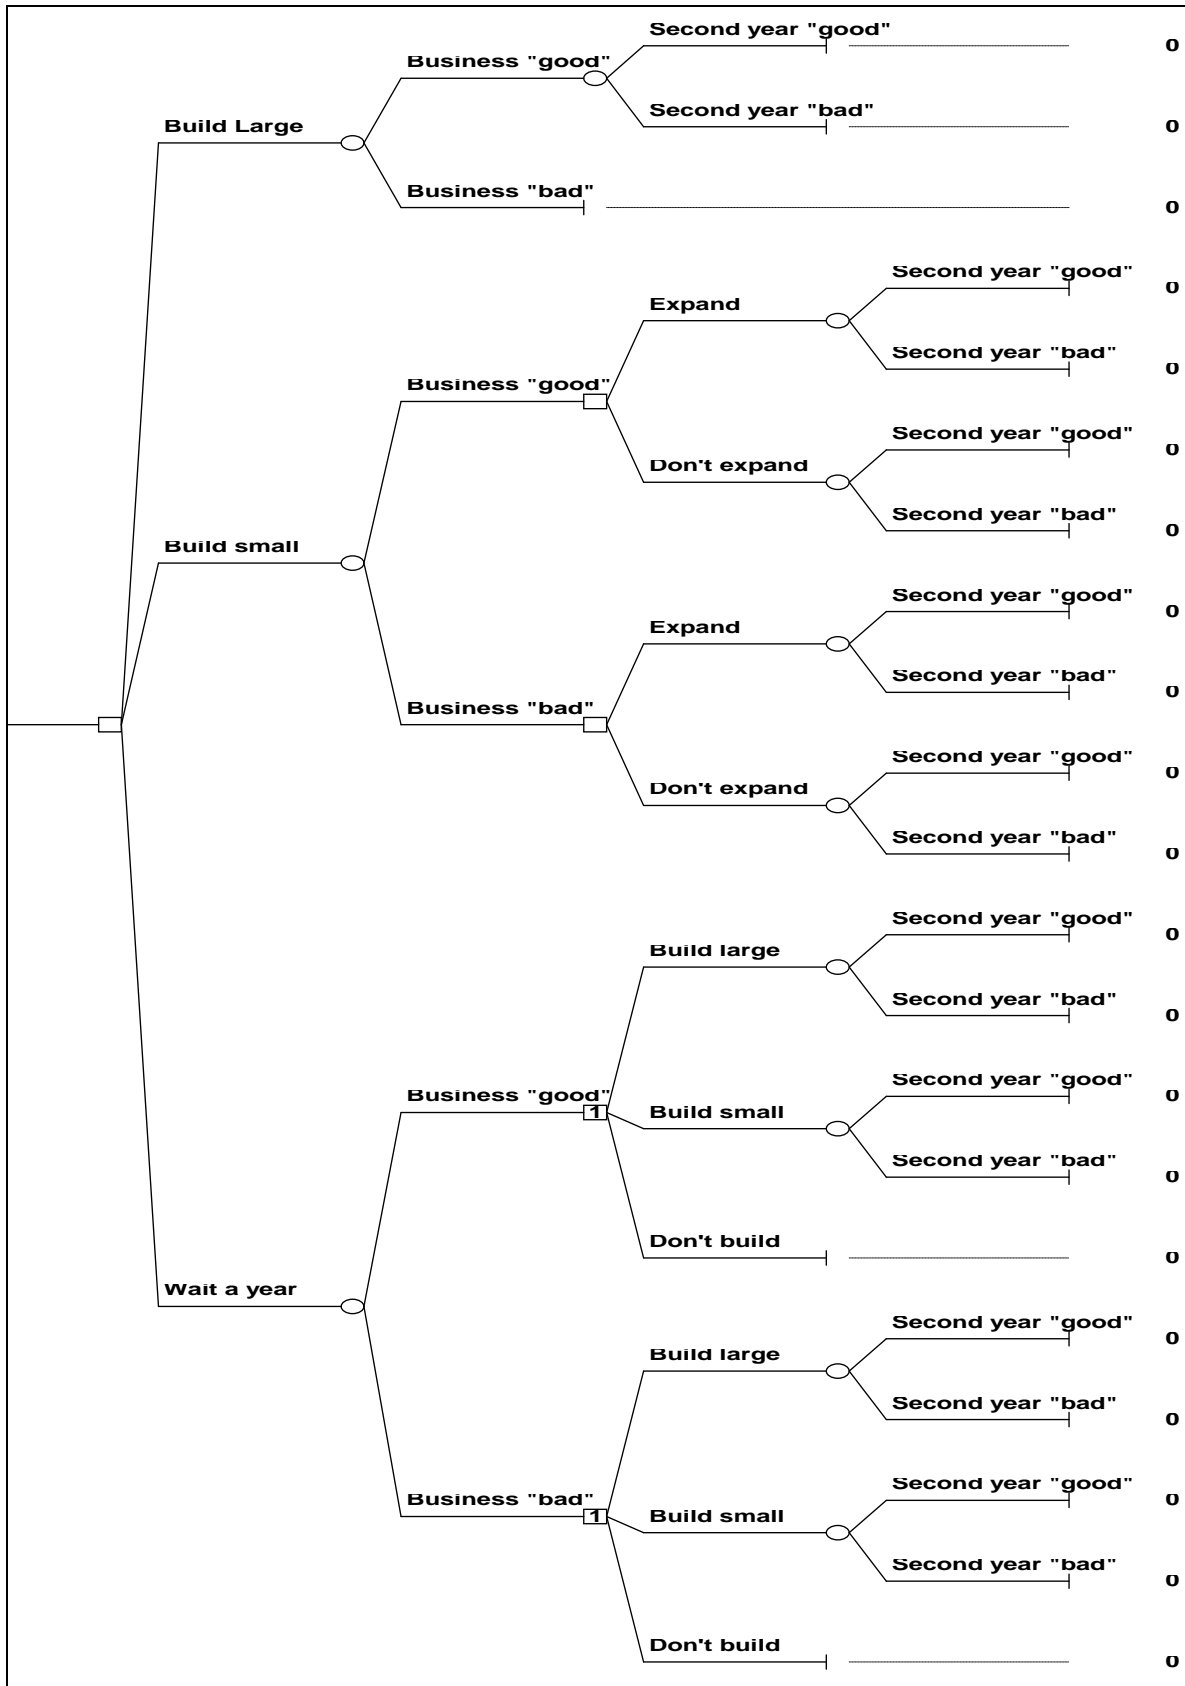 Second year "good" 0
Business "good"
Second year "bad" 0
Build Large
Business "bad" 0
Second year "good" 0
Expand
Second year "bad" 0
Business "good"
Second year "good" 0
Don't expand
Second year "bad" 0
Build small
Second year "good" 0
Expand
Second year "bad" 0
Business "bad"
Second year "good" 0
Don't expand
Second year "bad" 0
Second year "good" 0
Build large
Second year "bad" 0
Second year "good" 0
Business "good" 1
Build small
Second year "bad" 0
Don't build 0
Wait a year
Second year "good" 0
Build large
Second year "bad" 0
Second year "good" 0
Business "bad" 1
Build small
Second year "bad" 0
Don't build 0